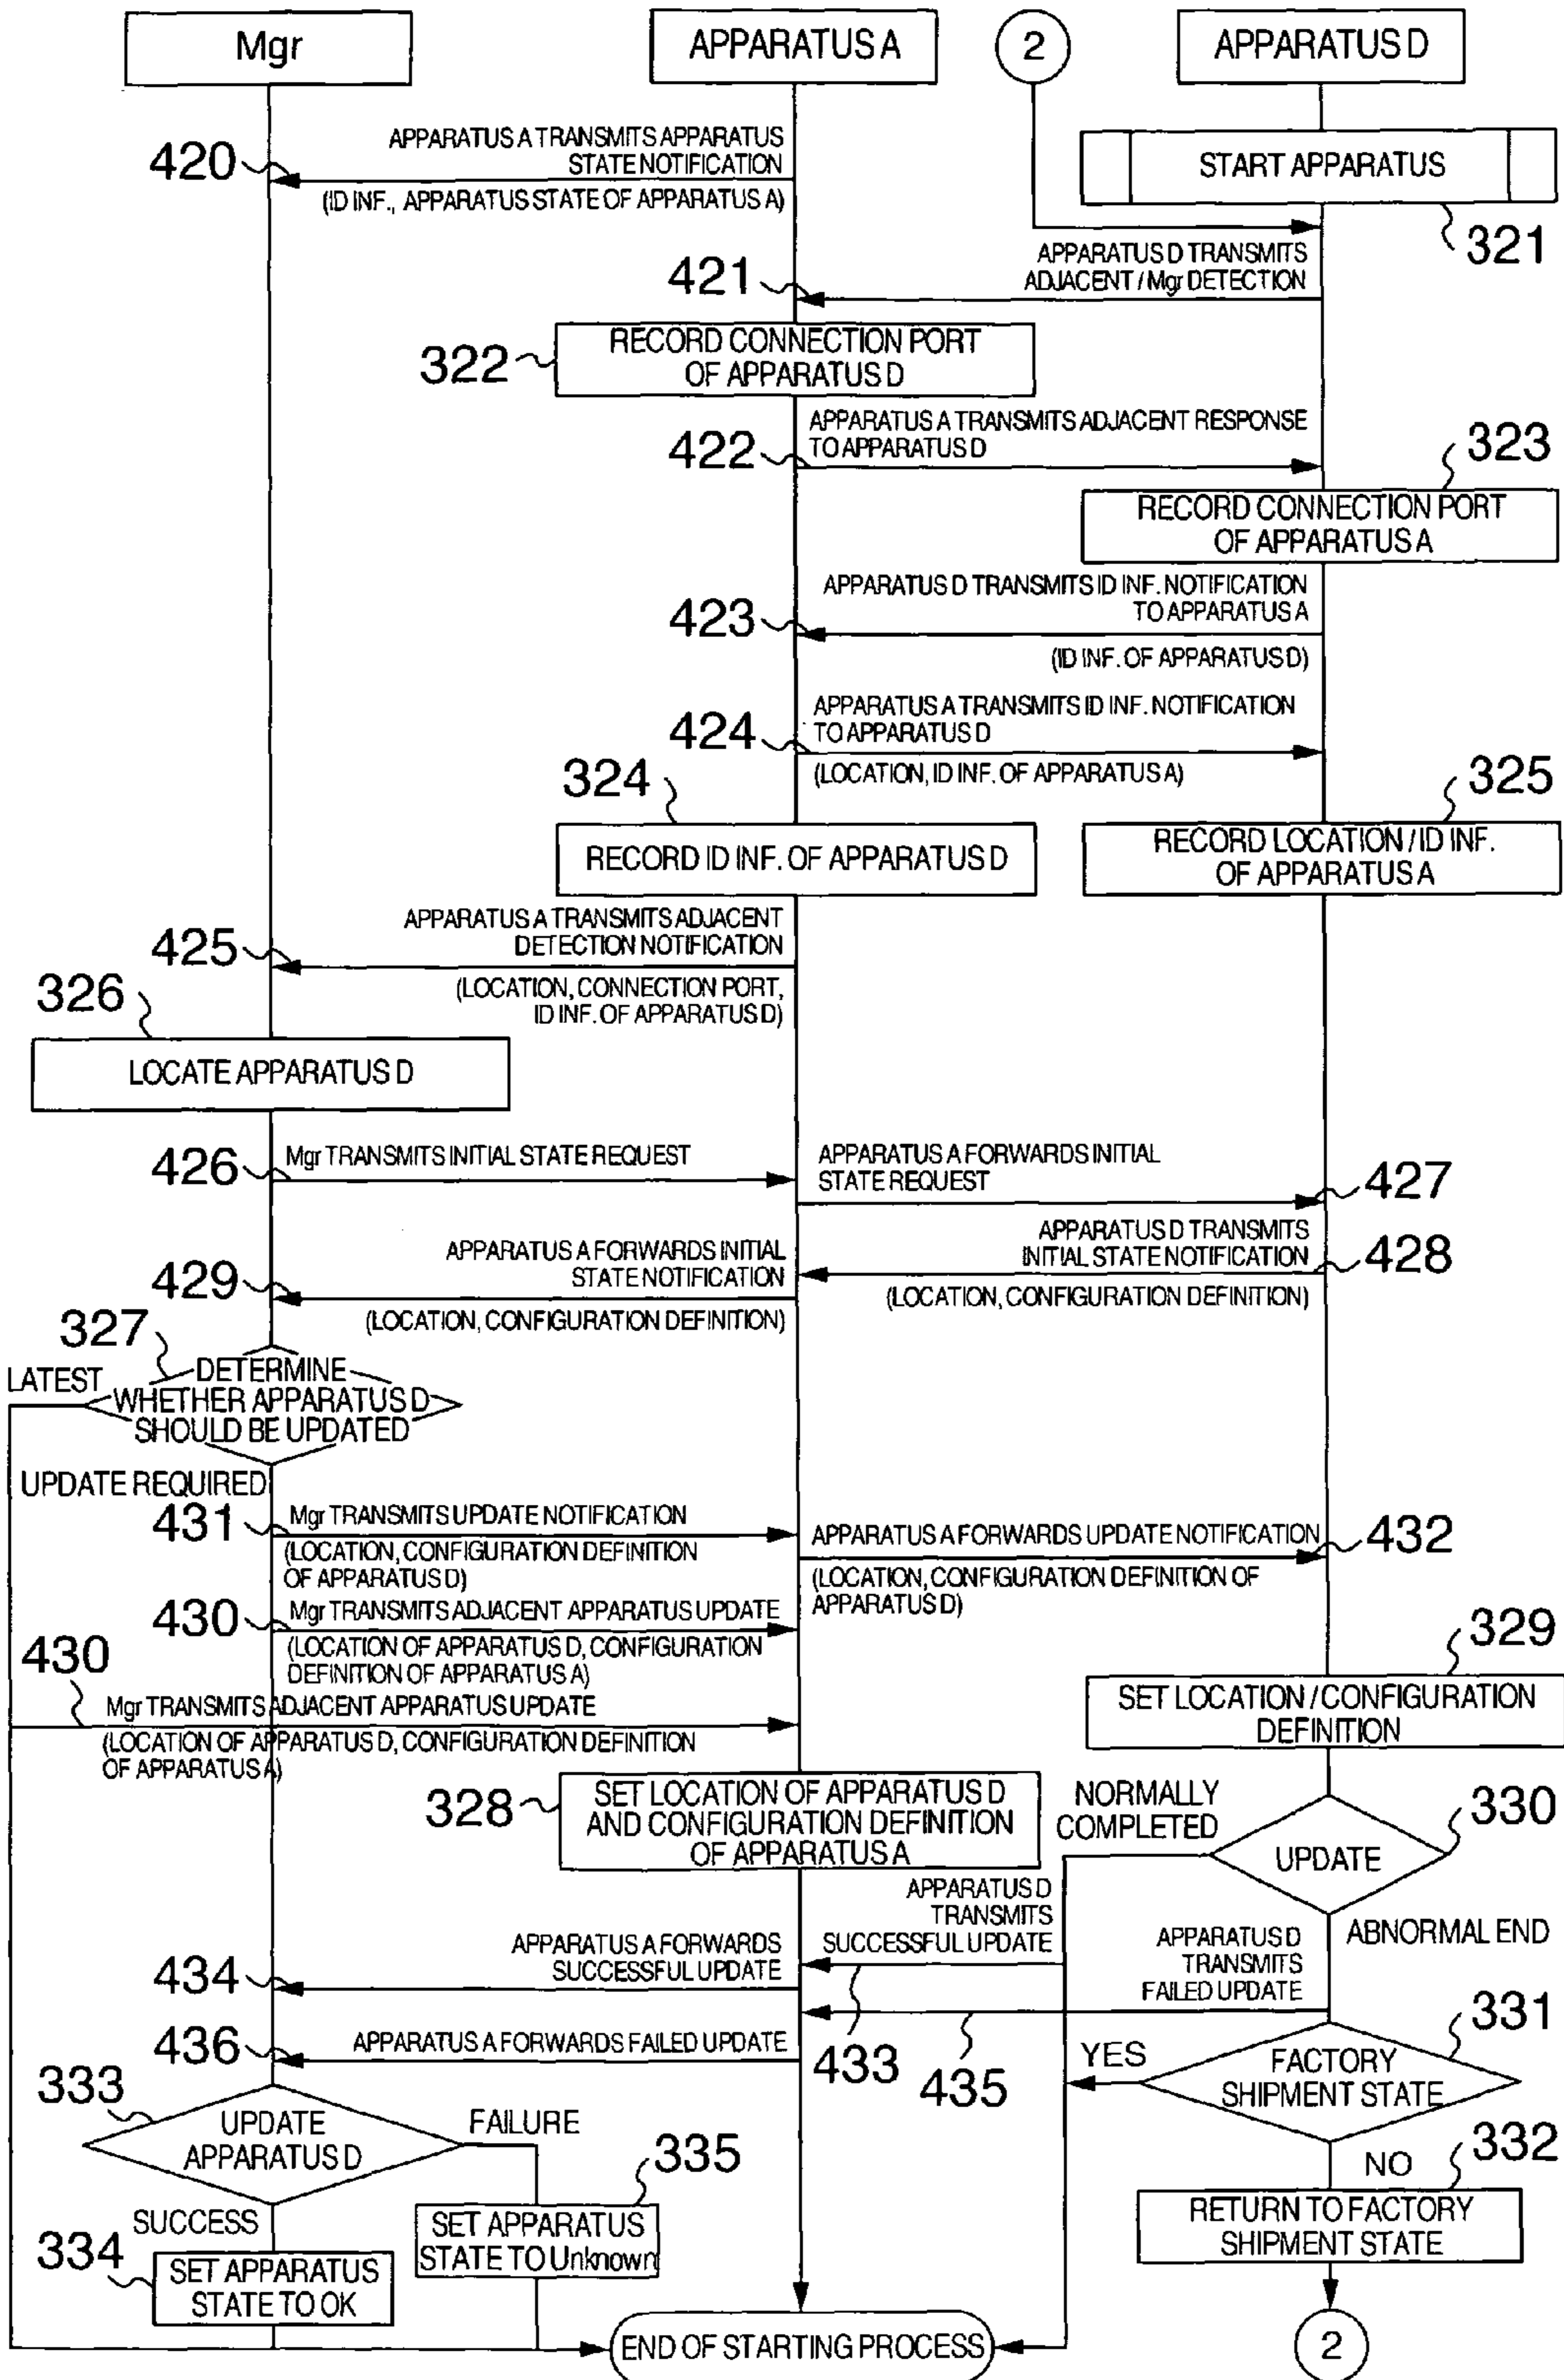 Mgr
APPARATUS A
2
APPARATUS D
APPARATUS A TRANSMITS APPARATUS
STATE NOTIFICATION
420
(ID INF., APPARATUS STATE OF APPARATUS A)
START APPARATUS
321
APPARATUS D TRANSMITS
ADJACENT / Mgr DETECTION
421
RECORD CONNECTION PORT
OF APPARATUS D
322
APPARATUS A TRANSMITS ADJACENT RESPONSE
TO APPARATUS D
422
323
RECORD CONNECTION PORT
OF APPARATUS A
APPARATUS D TRANSMITS ID INF. NOTIFICATION
TO APPARATUS A
423
(ID INF. OF APPARATUS D)
APPARATUS A TRANSMITS ID INF. NOTIFICATION
TO APPARATUS D
424
(LOCATION, ID INF. OF APPARATUS A)
324
325
RECORD ID INF. OF APPARATUS D
RECORD LOCATION / ID INF.
OF APPARATUS A
APPARATUS A TRANSMITS ADJACENT
DETECTION NOTIFICATION
425
(LOCATION, CONNECTION PORT,
ID INF. OF APPARATUS D)
326
LOCATE APPARATUS D
Mgr TRANSMITS INITIAL STATE REQUEST
426
APPARATUS A FORWARDS INITIAL
STATE REQUEST
427
APPARATUS D TRANSMITS
INITIAL STATE NOTIFICATION
428
(LOCATION, CONFIGURATION DEFINITION)
APPARATUS A FORWARDS INITIAL
STATE NOTIFICATION
429
(LOCATION, CONFIGURATION DEFINITION)
327
LATEST
DETERMINE
WHETHER APPARATUS D
SHOULD BE UPDATED
UPDATE REQUIRED
431
Mgr TRANSMITS UPDATE NOTIFICATION
(LOCATION, CONFIGURATION DEFINITION
OF APPARATUS D)
APPARATUS A FORWARDS UPDATE NOTIFICATION
432
(LOCATION, CONFIGURATION DEFINITION OF
APPARATUS D)
430
Mgr TRANSMITS ADJACENT APPARATUS UPDATE
(LOCATION OF APPARATUS D, CONFIGURATION
DEFINITION OF APPARATUS A)
430
Mgr TRANSMITS ADJACENT APPARATUS UPDATE
(LOCATION OF APPARATUS D, CONFIGURATION DEFINITION
OF APPARATUS A)
329
SET LOCATION / CONFIGURATION
DEFINITION
328
SET LOCATION OF APPARATUS D
AND CONFIGURATION DEFINITION
OF APPARATUS A
NORMALLY
COMPLETED
330
UPDATE
ABNORMAL END
APPARATUS D
TRANSMITS
SUCCESSFUL UPDATE
433
APPARATUS A FORWARDS
SUCCESSFUL UPDATE
434
APPARATUS D
TRANSMITS
FAILED UPDATE
435
APPARATUS A FORWARDS FAILED UPDATE
436
331
YES
FACTORY
SHIPMENT STATE
NO
332
RETURN TO FACTORY
SHIPMENT STATE
2
333
UPDATE
APPARATUS D
FAILURE
335
SET APPARATUS
STATE TO Unknown
SUCCESS
334
SET APPARATUS
STATE TO OK
END OF STARTING PROCESS